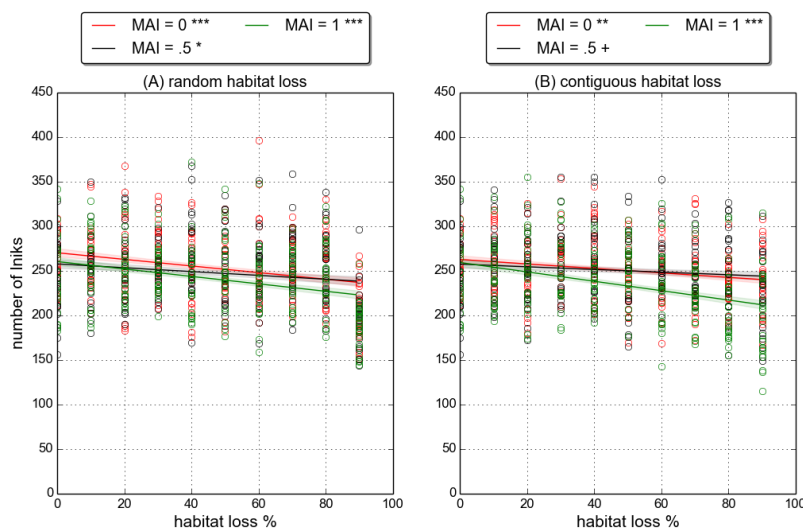 MAI = 0 *** MAI = 1 ***
MAI = .5 *
MAI = 0 ** MAI = 1 ***
MAI = .5 +
(A) random habitat loss
(B) contiguous habitat loss
450
400
350
300
250
200
150
100
50
0
number of lniks
0 20 40 60 80 100
habitat loss %
450
400
350
300
250
200
150
100
50
0
0 20 40 60 80 100
habitat loss %